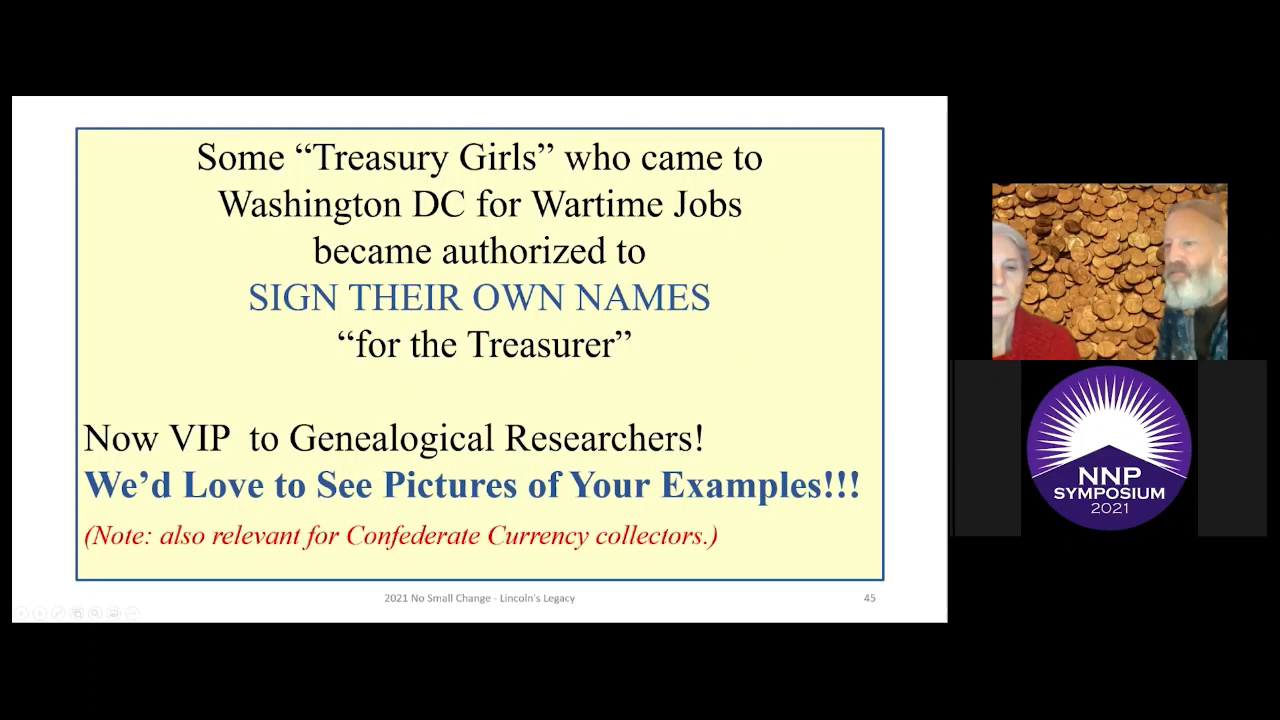 Some “Treasury Girls” who came to
Washington DC for Wartime Jobs
became authorized to
SIGN THEIR OWN NAMES
“for the Treasurer”
Now VIP to Genealogical Researchers!
We’d Love to See Pictures of Your Examples!!!
(Note: also relevant for Confederate Currency collectors.)
2021 No Small Change - Lincoln's Legacy
45
NNP
SYMPOSIUM
2021